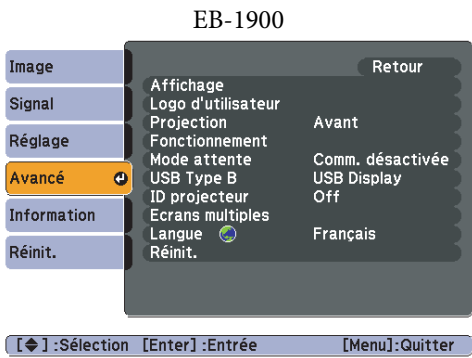 EB-1900
Image
Signal
Réglage
Avancé
Information
Réinit.
Retour
Affichage
Logo d'utilisateur
Projection Avant
Fonctionnement
Mode attente Comm. désactivée
USB Type B USB Display
ID projecteur Off
Ecrans multiples
Langue Français
Réinit.
[◆] :Sélection [Enter] :Entrée [Menu]:Quitter